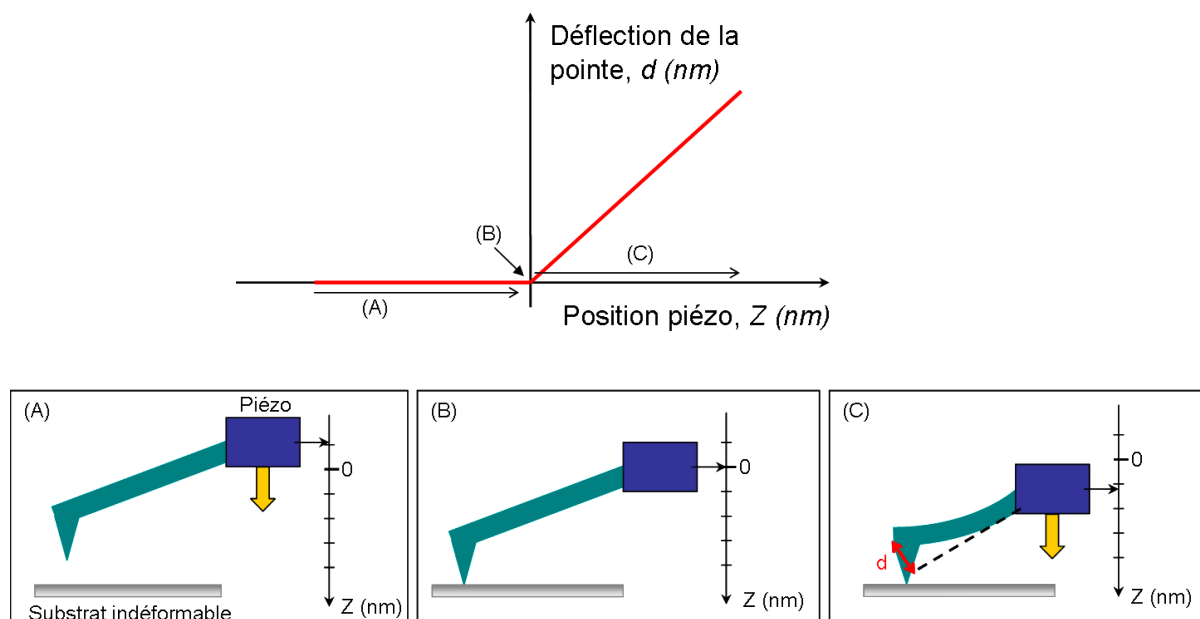 Déflection de la
pointe, d (nm)
(B)
(C)
(A)
Position piézo, Z (nm)
(A)
Piézo
0
Substrat indéformable
Z (nm)
(B)
0
Z (nm)
(C)
0
d
Z (nm)